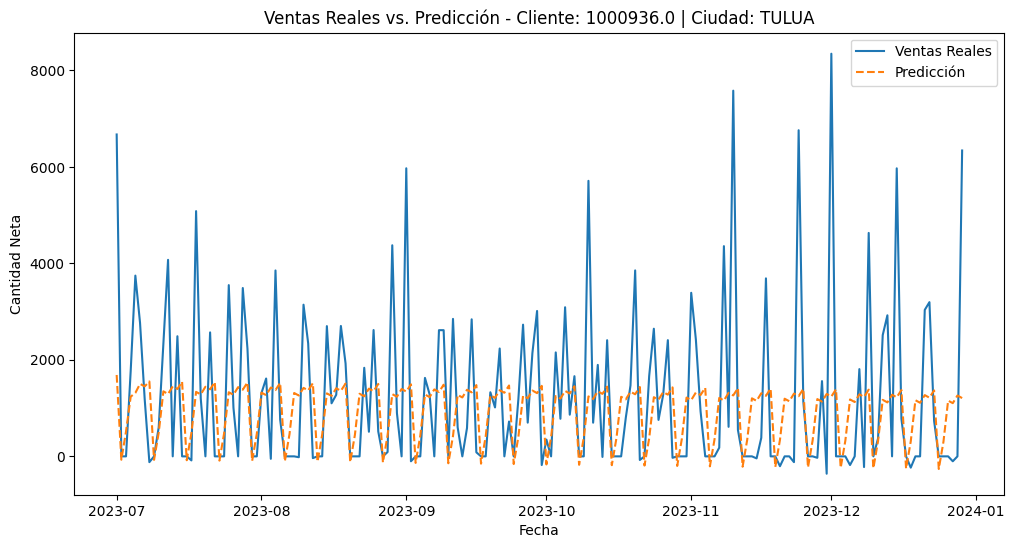 Ventas Reales vs. Predicción - Cliente: 1000936.0 | Ciudad: TULUA
Ventas Reales
Predicción
Cantidad Neta
8000
6000
4000
2000
0
2023-07
2023-08
2023-09
2023-10
2023-11
2023-12
2024-01
Fecha